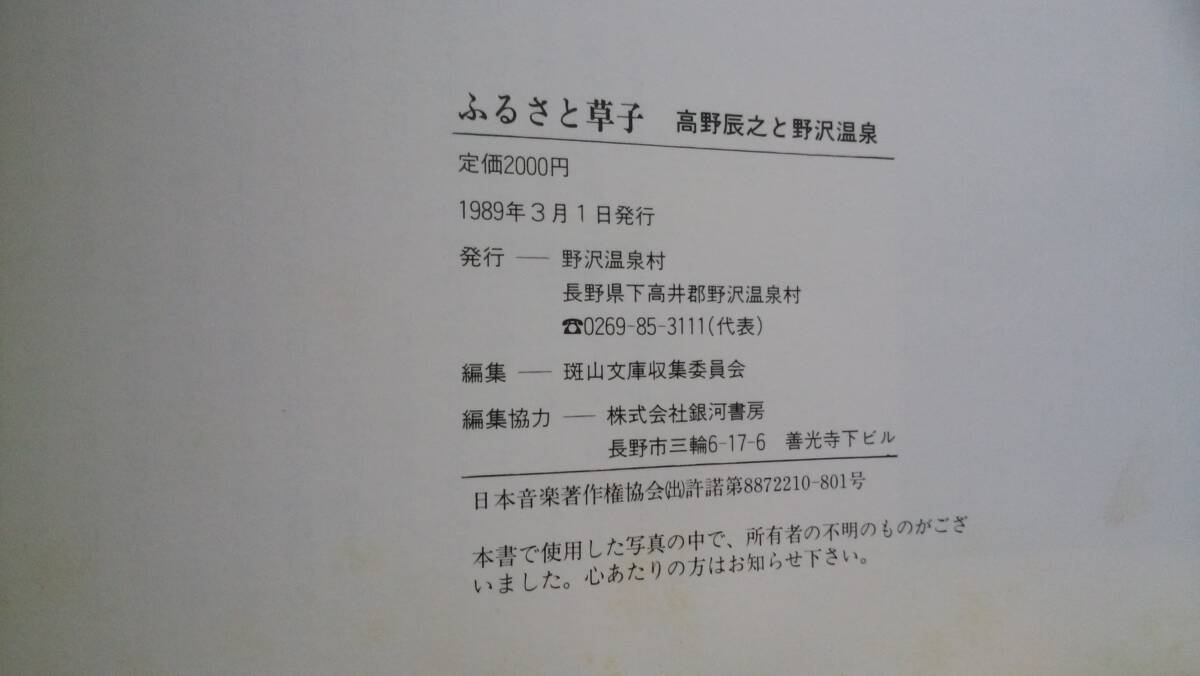 ふるさと草子　高野辰之と野沢温泉
定価2000円
1989年3月1日発行
発行 ── 野沢温泉村
長野県下高井郡野沢温泉村
☎0269-85-3111(代表)
編集 ── 斑山文庫収集委員会
編集協力 ── 株式会社銀河書房
長野市三輪6-17-6　善光寺下ビル
日本音楽著作権協会㈳許諾第8872210-801号
本書で使用した写真の中で、所有者の不明のものがござ
いました。心あたりの方はお知らせ下さい。